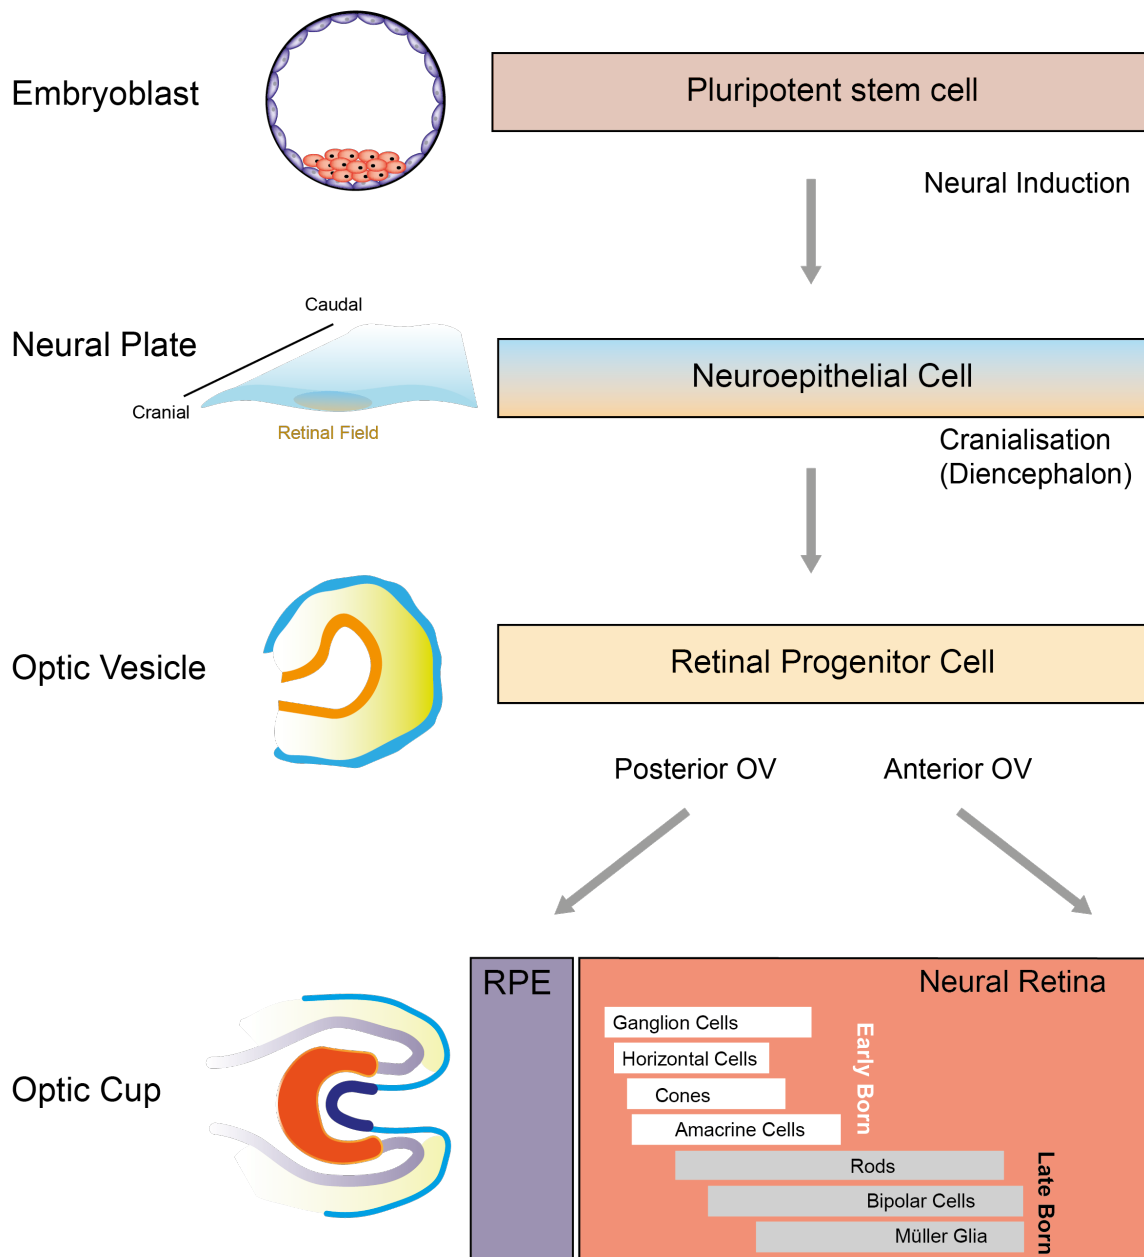 Embryoblast
Pluripotent stem cell
Neural Induction
Caudal
Neural Plate
Cranial
Retinal Field
Neuroepithelial Cell
Cranialisation
(Diencephalon)
Optic Vesicle
Retinal Progenitor Cell
Posterior OV
Anterior OV
Optic Cup
RPE
Neural Retina
Ganglion Cells
Horizontal Cells
Cones
Amacrine Cells
Early Born
Rods
Bipolar Cells
Müller Glia
Late Born